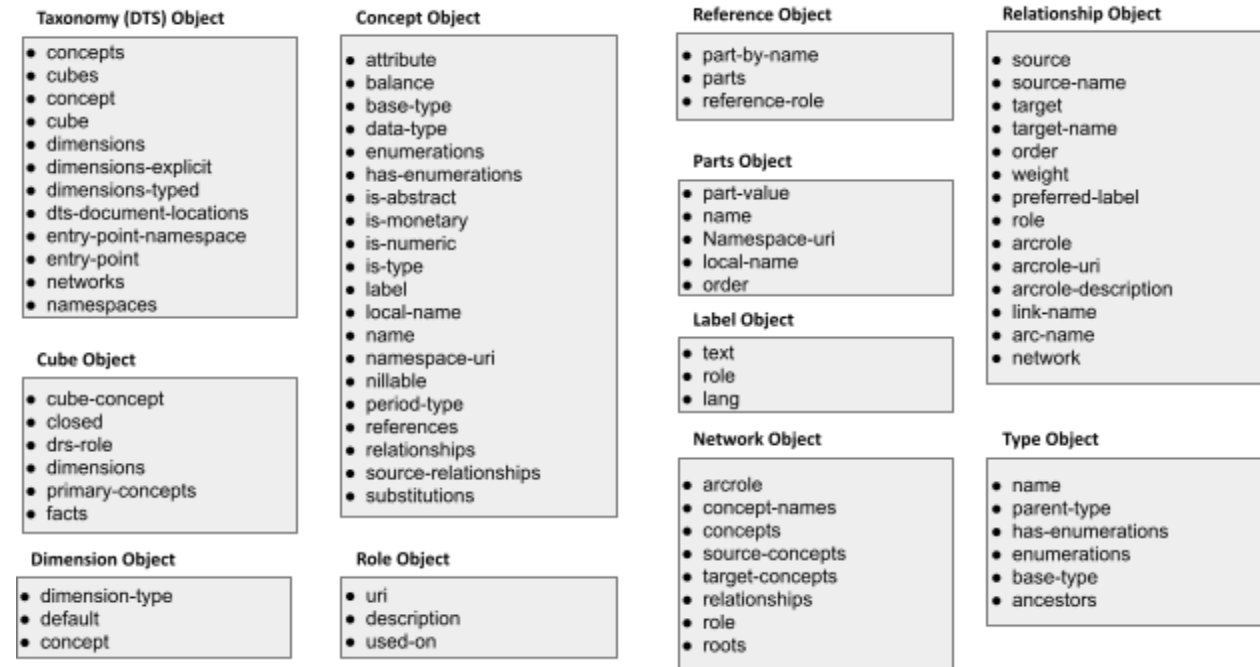 Taxonomy (DTS) Object
• concepts
• cubes
• concept
• cube
• dimensions
• dimensions-explicit
• dimensions-typed
• dts-document-locations
• entry-point-namespace
• entry-point
• networks
• namespaces
Cube Object
• cube-concept
• closed
• drs-role
• dimensions
• primary-concepts
• facts
Dimension Object
• dimension-type
• default
• concept
Concept Object
• attribute
• balance
• base-type
• data-type
• enumerations
• has-enumerations
• is-abstract
• is-monetary
• is-numeric
• is-type
• label
• local-name
• name
• namespace-uri
• nillable
• period-type
• references
• relationships
• source-relationships
• substitutions
Role Object
• uri
• description
• used-on
Reference Object
• part-by-name
• parts
• reference-role
Parts Object
• part-value
• name
• Namespace-uri
• local-name
• order
Label Object
• text
• role
• lang
Network Object
• arcrole
• concept-names
• concepts
• source-concepts
• target-concepts
• relationships
• role
• roots
Relationship Object
• source
• source-name
• target
• target-name
• order
• weight
• preferred-label
• role
• arcrole
• arcrole-uri
• arcrole-description
• link-name
• arc-name
• network
Type Object
• name
• parent-type
• has-enumerations
• enumerations
• base-type
• ancestors